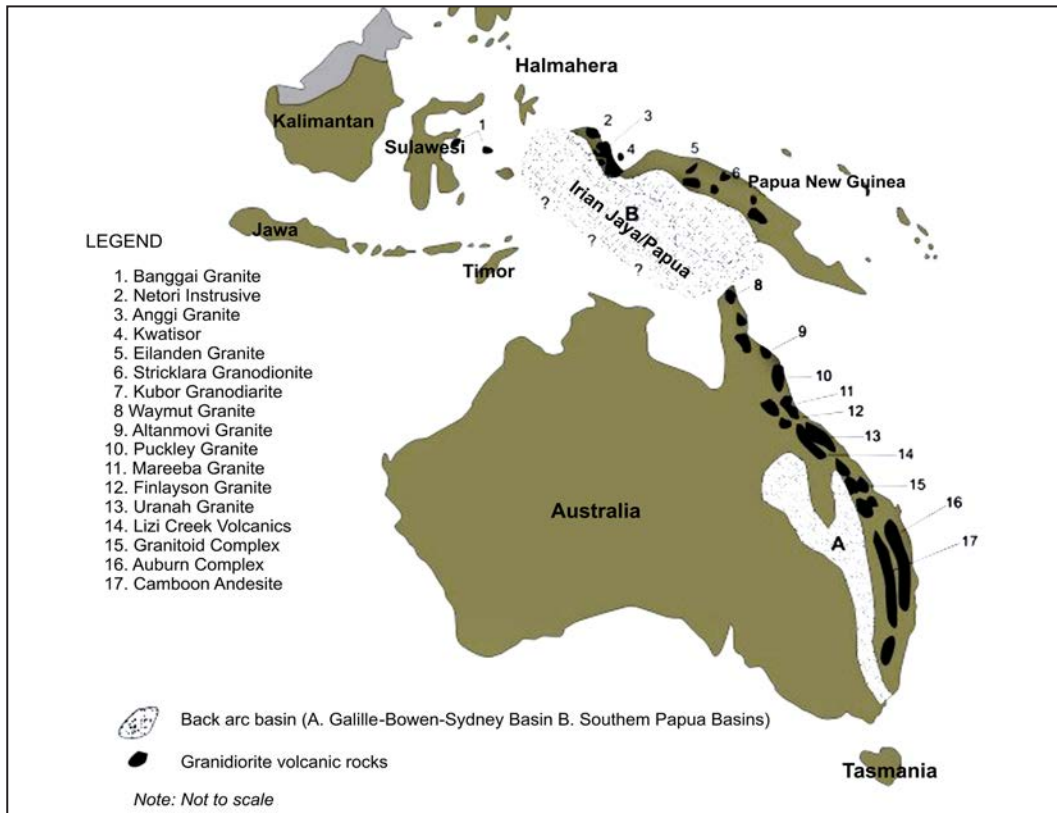 Halmahera
Kalimantan
Sulawesi
1
2
3
4
5
6
Papua New Guinea
Irian Jaya/Papua
B
?
?
?
Jawa
Timor
LEGEND
1. Banggai Granite
2. Netori Instrusive
3. Anggi Granite
4. Kwatisor
5. Eilanden Granite
6. Stricklara Granodionite
7. Kubor Granodiarite
8 Waymut Granite
9. Altanmovi Granite
10. Puckley Granite
11. Mareeba Granite
12. Finlayson Granite
13. Uranah Granite
14. Lizi Creek Volcanics
15. Granitoid Complex
16. Auburn Complex
17. Camboon Andesite
8
9
10
11
12
13
14
15
16
17
Australia
A
Back arc basin (A. Galille-Bowen-Sydney Basin B. Southem Papua Basins)
Granidiorite volcanic rocks
Note: Not to scale
Tasmania